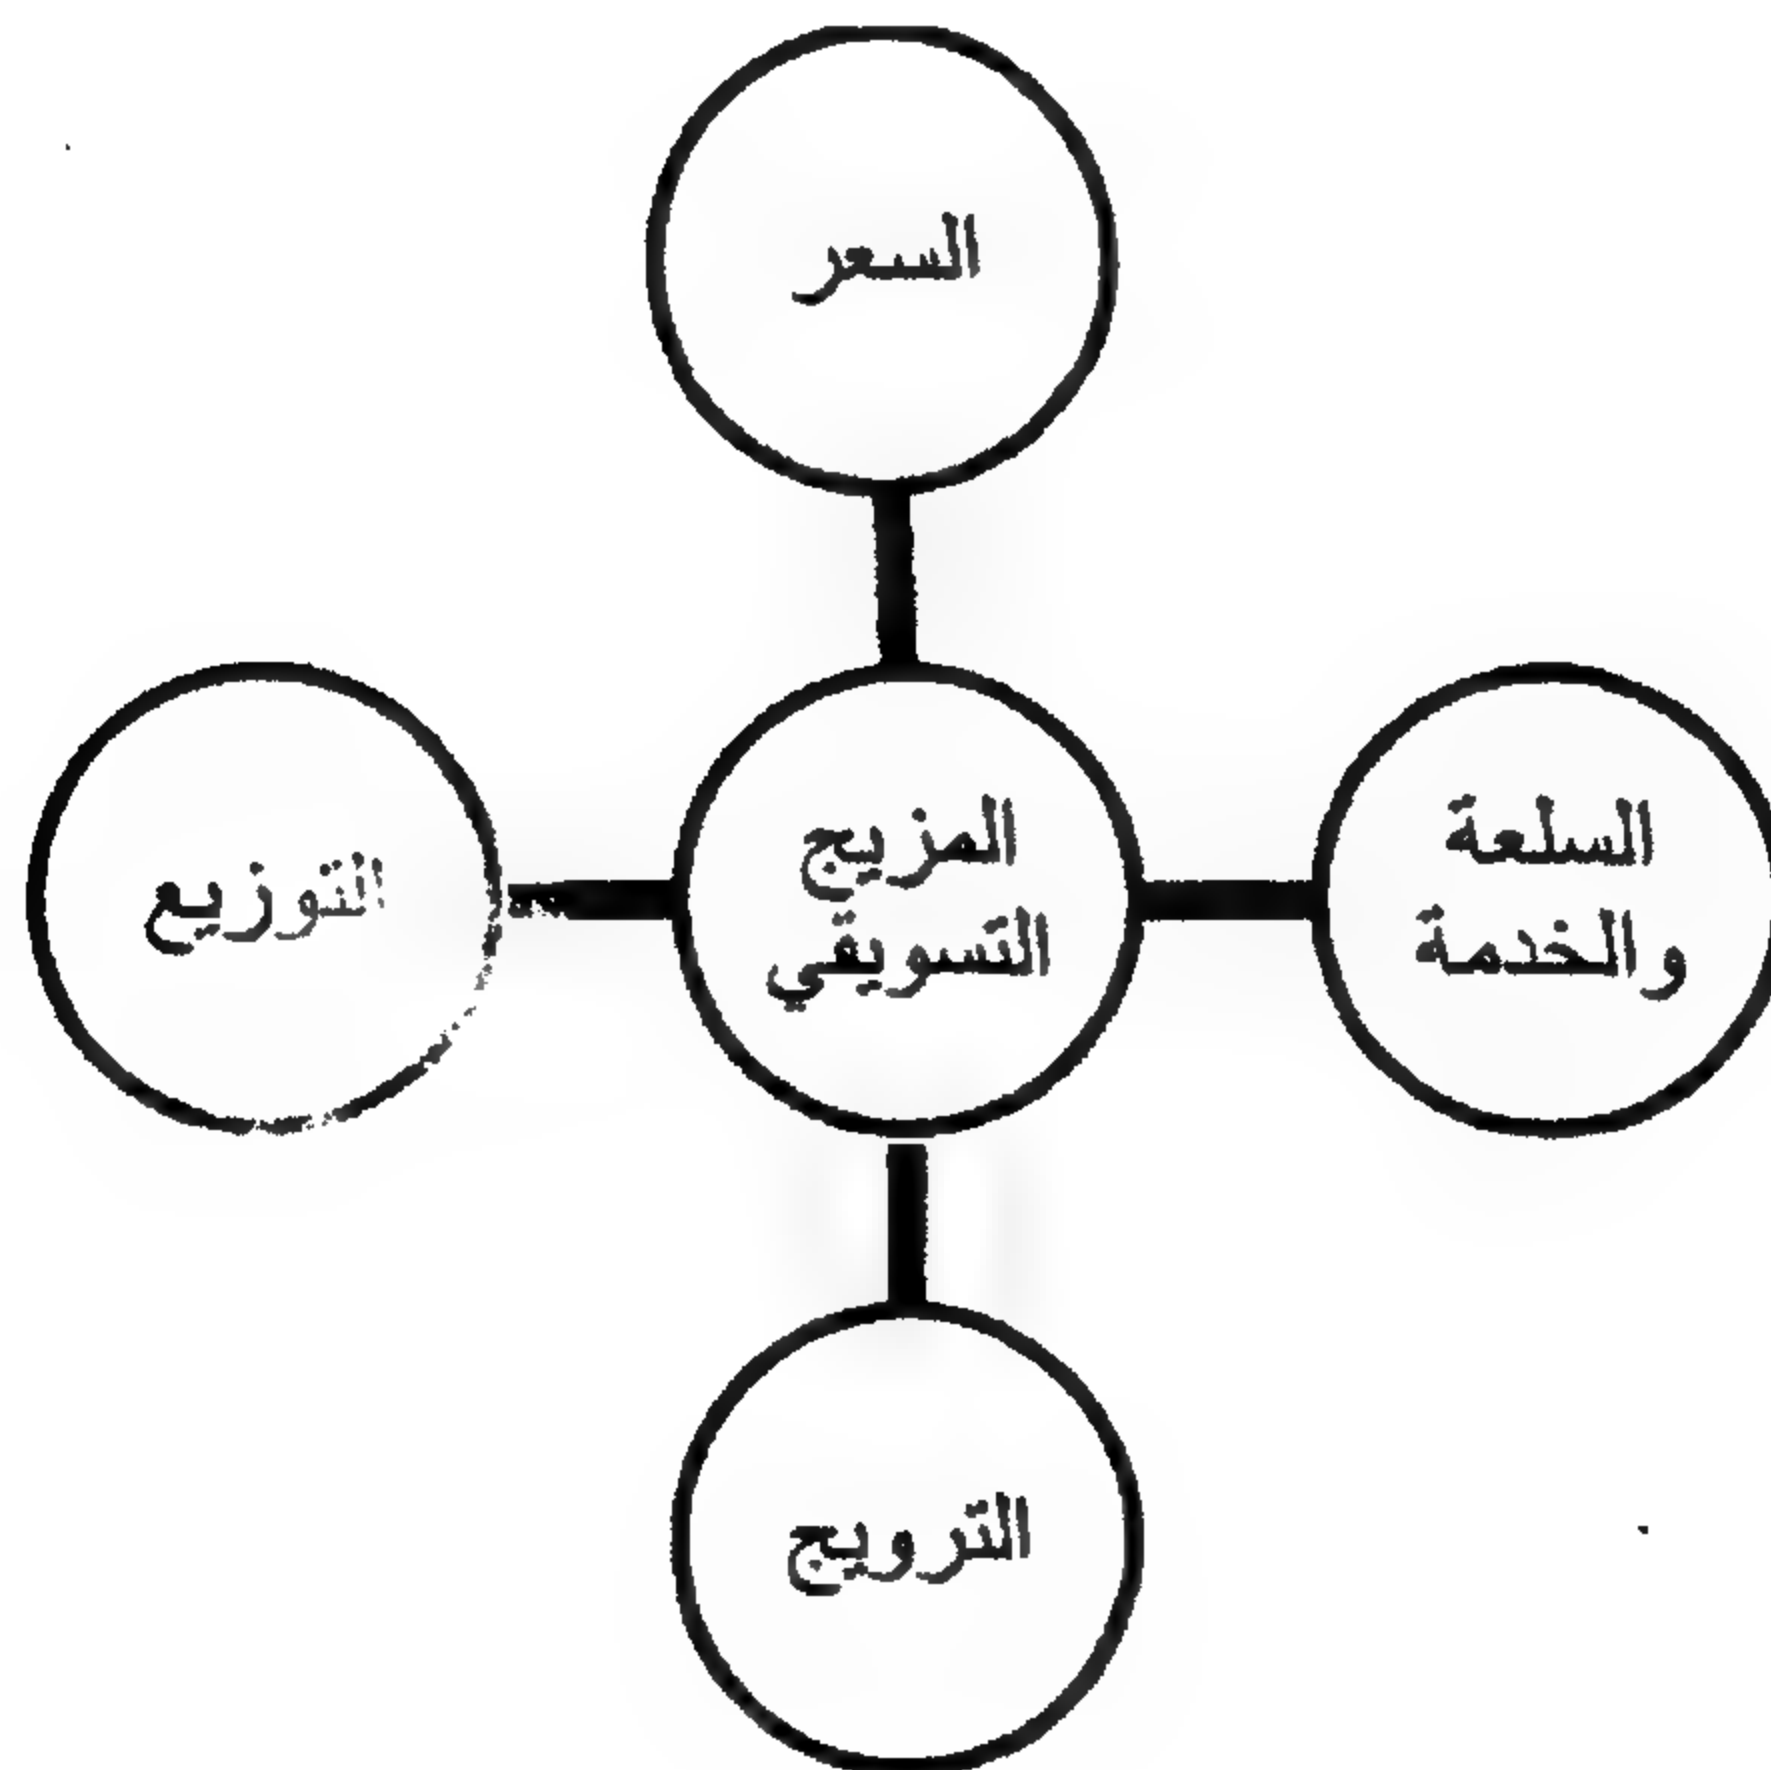 السعر
السلعة
والخدمة
المزيج
التسويقي
التوزيع
الترويج